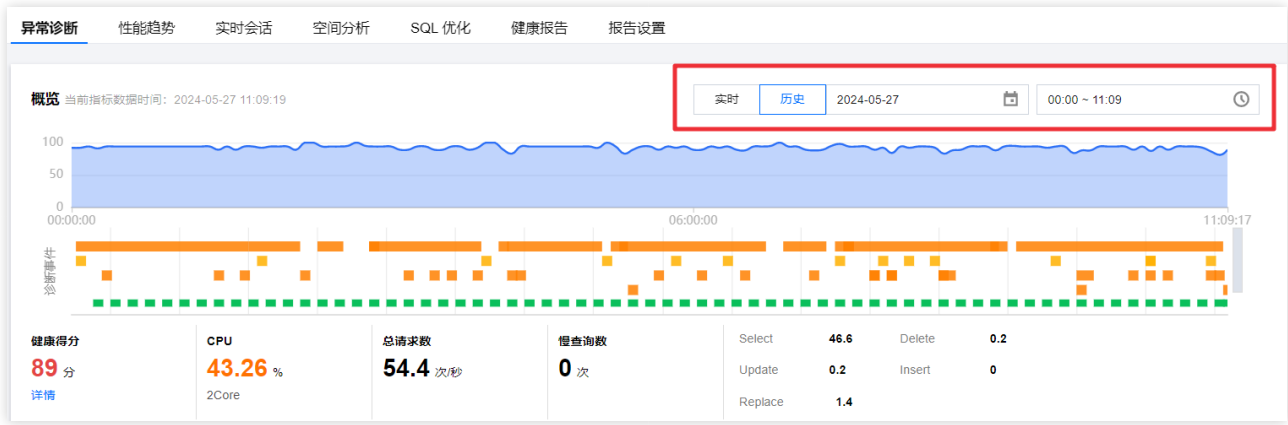 异常诊断 性能趋势 实时会话 空间分析 SQL 优化 健康报告 报告设置
概览 当前指标数据时间：2024-05-27 11:09:19 实时 历史 2024-05-27 00:00 ~ 11:09
100
50
0
00:00:00 06:00:00 11:09:17
诊断事件
健康得分 CPU 总请求数 慢查询数 Select 46.6 Delete 0.2
89 分 43.26 % 54.4 次/秒 0 次 Update 0.2 Insert 0
详情 2Core Replace 1.4